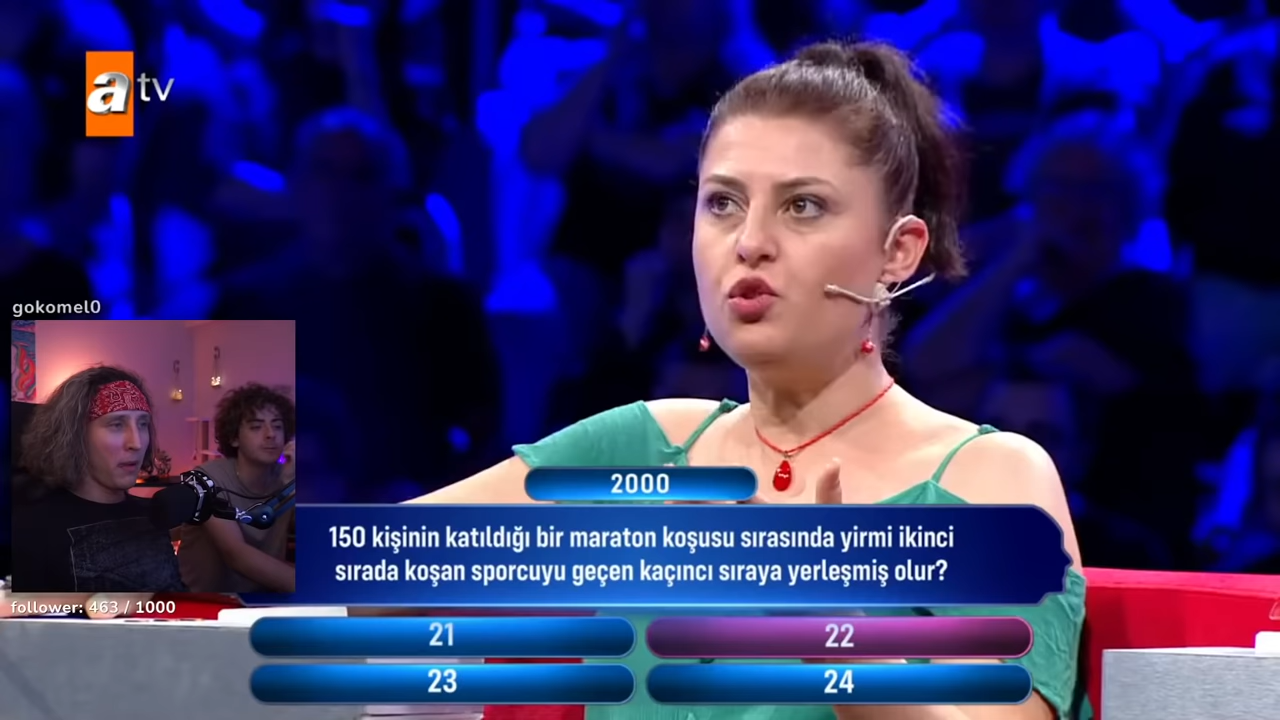 a tv
gokomel0
follower: 463 / 1000
2000
150 kişinin katıldığı bir maraton koşusu sırasında yirmi ikinci
sırada koşan sporcuyu geçen kaçıncı sıraya yerleşmiş olur?
21
22
23
24